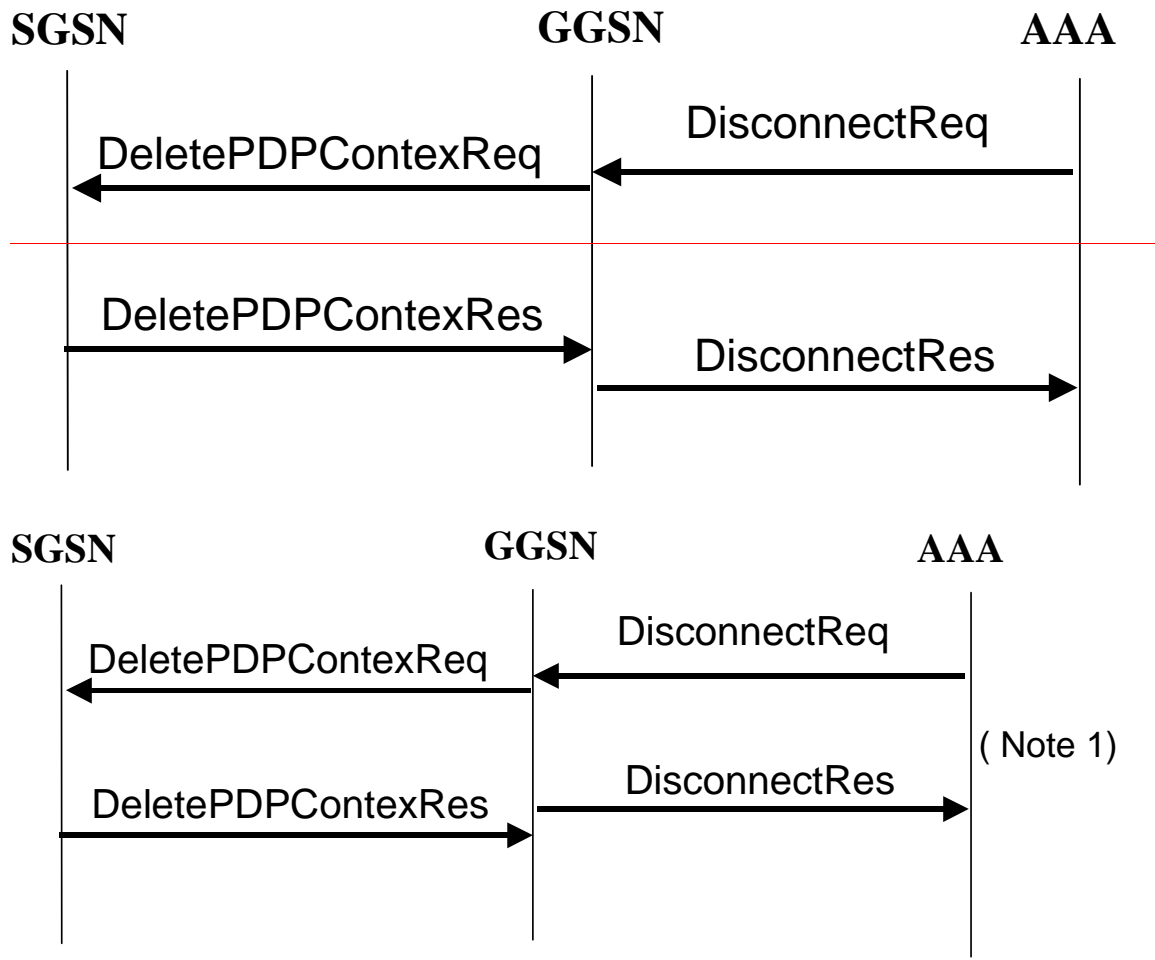 SGSN GGSN AAA
DisconnectReq
DeletePDPContexReq
DeletePDPContexRes
DisconnectRes
SGSN GGSN AAA
DisconnectReq
DeletePDPContexReq
( Note 1)
DisconnectRes
DeletePDPContexRes